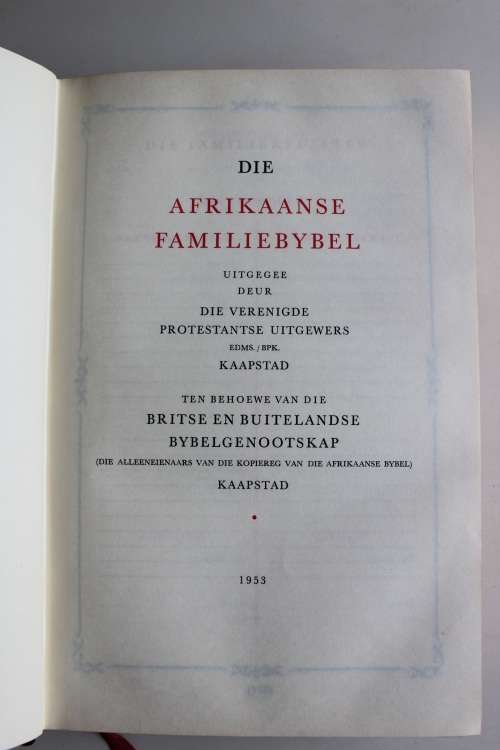 DIE
AFRIKAANSE
FAMILIEBYBEL
UITGEGEE
DEUR
DIE VERENIGDE
PROTESTANTSE UITGEWERS
EDMS./BPK.
KAAPSTAD
TEN BEHOEWE VAN DIE
BRITSE EN BUITELANDSE
BYBELGENOOTSKAP
(DIE ALLEENEIENAARS VAN DIE KOPIEREG VAN DIE AFRIKAANSE BYBEL)
KAAPSTAD
1953